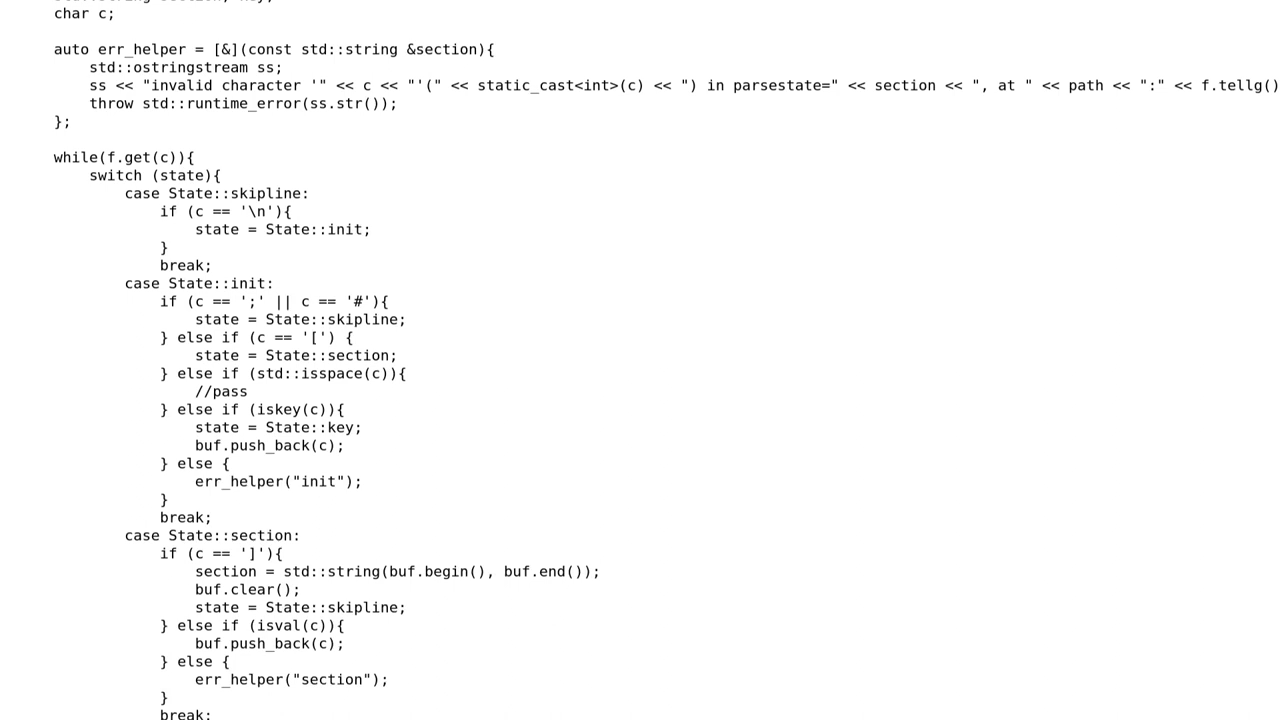 char c;

    auto err_helper = [&](const std::string &section){
        std::ostringstream ss;
        ss << "invalid character '" << c << "'(" << static_cast<int>(c) << ") in parsestate=" << section << ", at " << path << ":" << f.tellg()
        throw std::runtime_error(ss.str());
    };

    while(f.get(c)){
        switch (state){
            case State::skipline:
                if (c == '\n'){
                    state = State::init;
                }
                break;
            case State::init:
                if (c == ';' || c == '#'){
                    state = State::skipline;
                } else if (c == '[') {
                    state = State::section;
                } else if (std::isspace(c)){
                    //pass
                } else if (iskey(c)){
                    state = State::key;
                    buf.push_back(c);
                } else {
                    err_helper("init");
                }
                break;
            case State::section:
                if (c == ']'){
                    section = std::string(buf.begin(), buf.end());
                    buf.clear();
                    state = State::skipline;
                } else if (isval(c)){
                    buf.push_back(c);
                } else {
                    err_helper("section");
                }
                break;